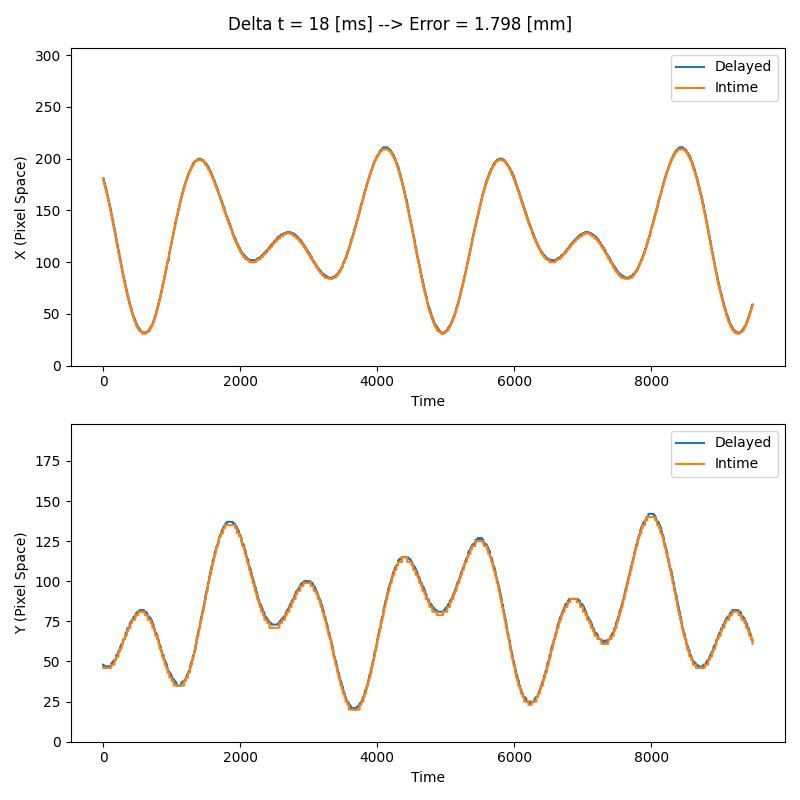 Delta t = 18 [ms] --> Error = 1.798 [mm]
300
250
200
150
100
50
0
X (Pixel Space)
Delayed
Intime
0 2000 4000 6000 8000
Time
175
150
125
100
75
50
25
0
Y (Pixel Space)
Delayed
Intime
0 2000 4000 6000 8000
Time